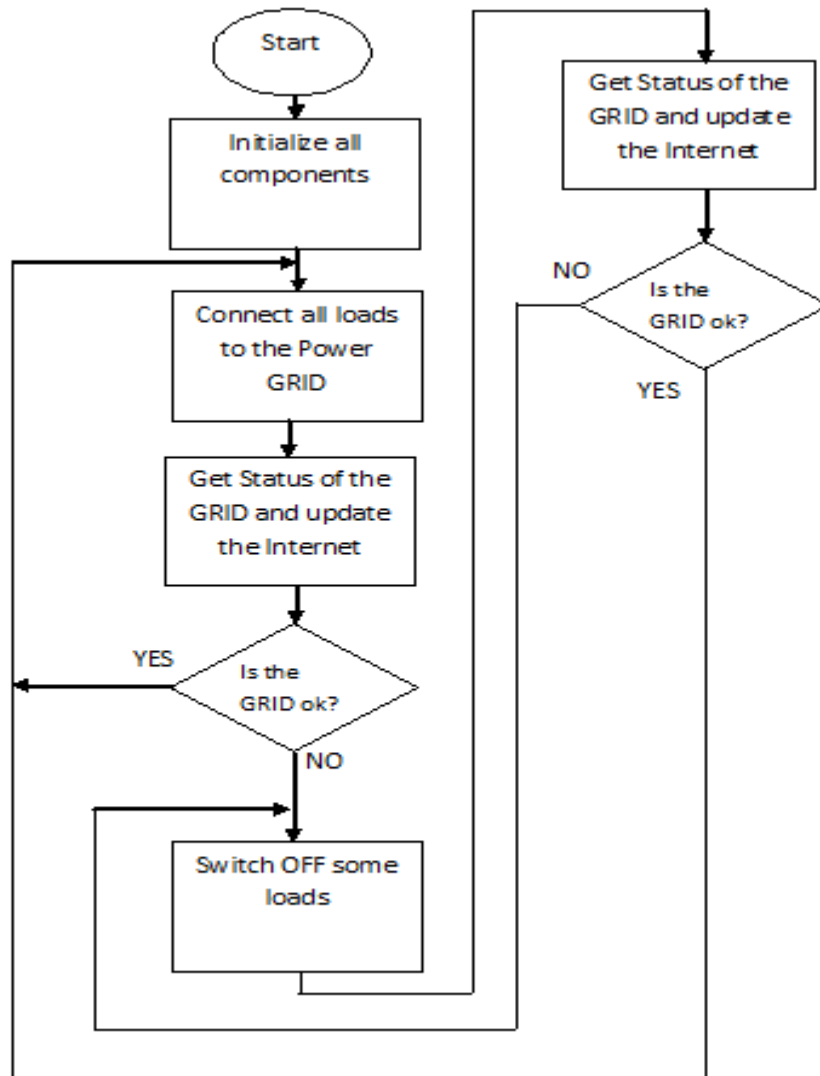 Start
Initialize all
components
Connect all loads
to the Power
GRID
Get Status of the
GRID and update
the Internet
YES
Is the
GRID ok?
NO
Switch OFF some
loads
Get Status of the
GRID and update
the Internet
NO
Is the
GRID ok?
YES